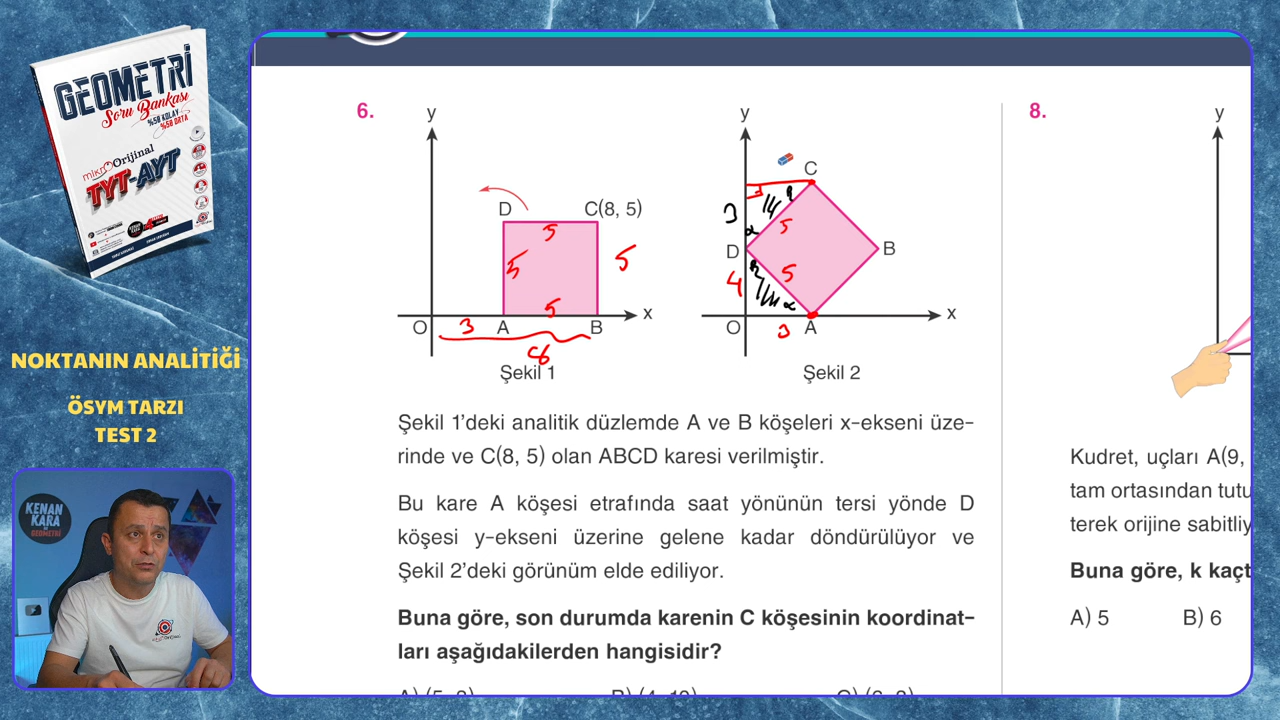 GEOMETRİ
Soru Bankası
%50 KOLAY
%50 ORTA
mikro Orijinal
TYT-AYT
NOKTANIN ANALİTİĞİ
ÖSYM TARZI
TEST 2
KENAN
KARA
GEOMETRİ
6.
y
D
C(8, 5)
5
5
5
5
O
3
A
B
x
8
Şekil 1
y
C
3
α
5
D
B
4
5
α
O
3
A
x
Şekil 2
Şekil 1'deki analitik düzlemde A ve B köşeleri x-ekseni üze-
rinde ve C(8, 5) olan ABCD karesi verilmiştir.
Bu kare A köşesi etrafında saat yönünün tersi yönde D
köşesi y-ekseni üzerine gelene kadar döndürülüyor ve
Şekil 2'deki görünüm elde ediliyor.
Buna göre, son durumda karenin C köşesinin koordinat-
ları aşağıdakilerden hangisidir?
8.
y
Kudret, uçları A(9,
tam ortasından tutu
terek orijine sabitliy
Buna göre, k kaçt
A) 5 B) 6